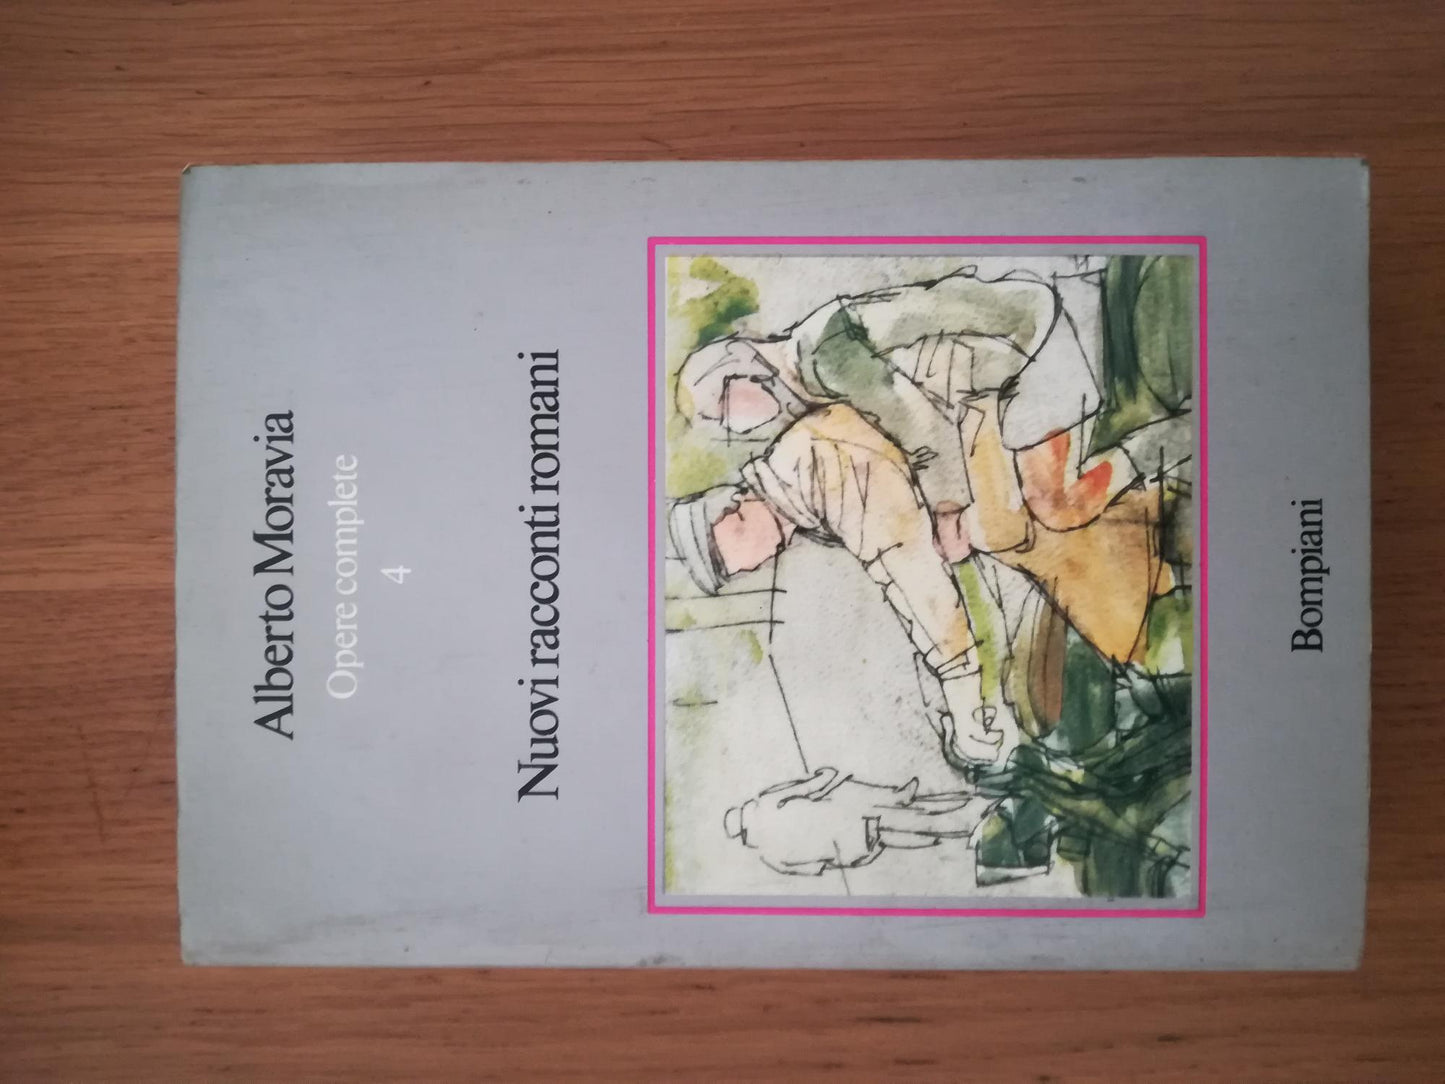 Alberto Moravia
Opere complete
4
Nuovi racconti romani
Bompiani